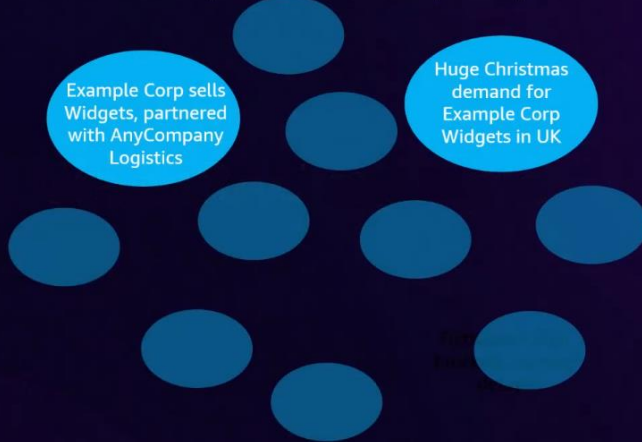 Example Corp sells
Widgets, partnered
with AnyCompany
Logistics
Huge Christmas
demand for
Example Corp
Widgets in UK